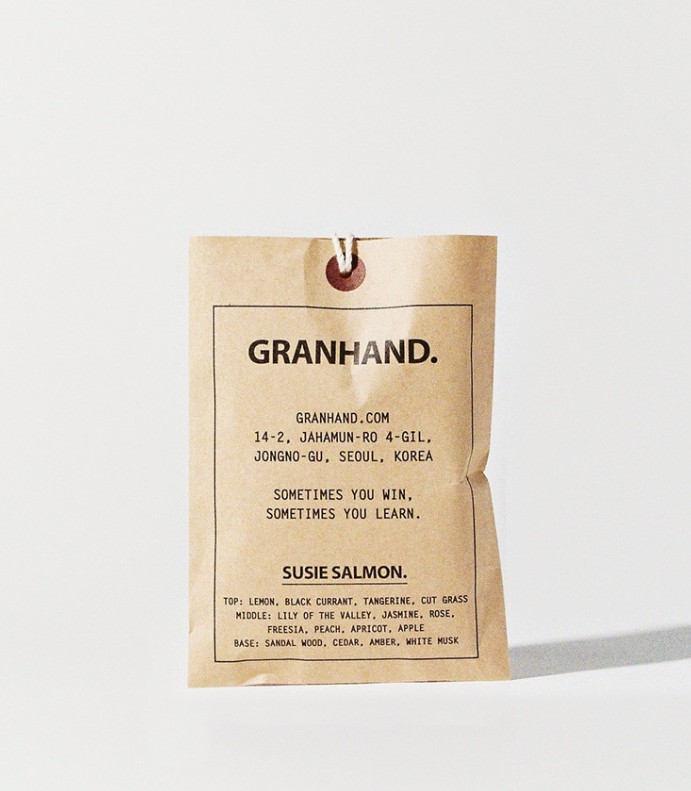 GRANHAND.
GRANHAND.COM
14-2, JAHAMUN-RO 4-GIL,
JONGNO-GU, SEOUL, KOREA
SOMETIMES YOU WIN,
SOMETIMES YOU LEARN.
SUSIE SALMON.
TOP: LEMON, BLACK CURRANT, TANGERINE, CUT GRASS
MIDDLE: LILY OF THE VALLEY, JASMINE, ROSE,
FREESIA, PEACH, APRICOT, APPLE
BASE: SANDAL WOOD, CEDAR, AMBER, WHITE MUSK